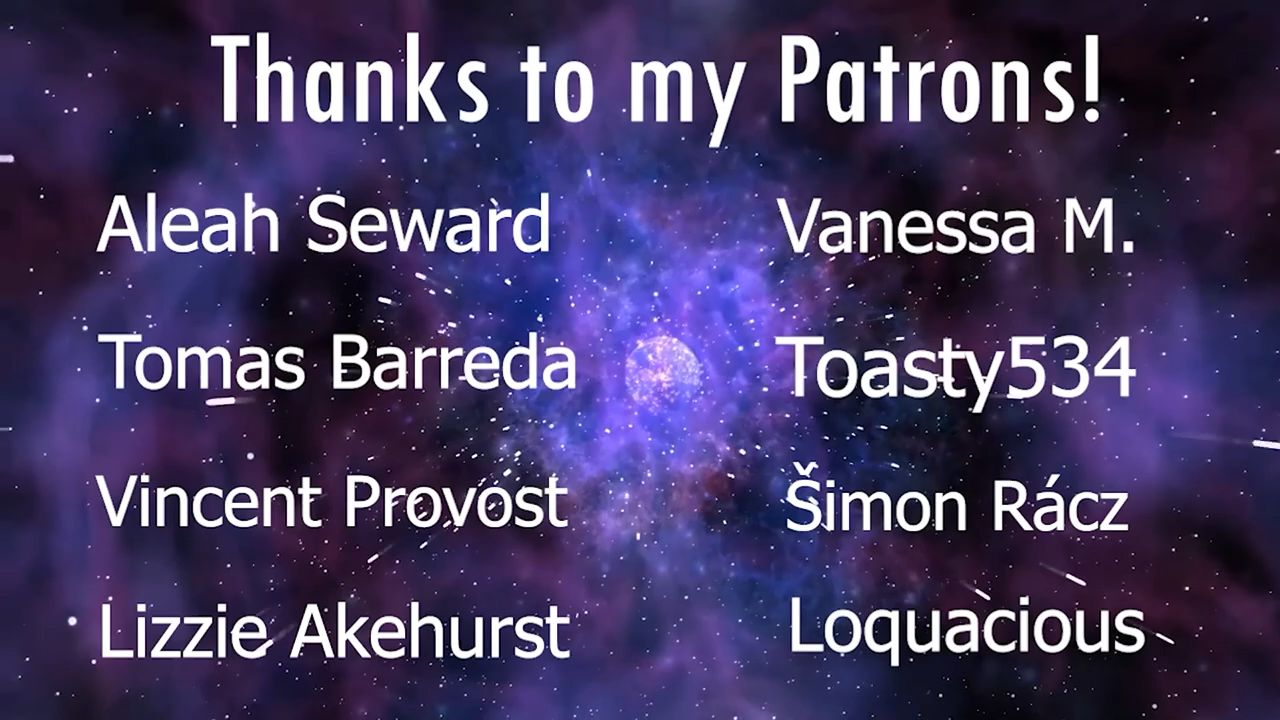 Thanks to my Patrons!
Aleah Seward
Vanessa M.
Tomas Barreda
Toasty534
Vincent Provost
Šimon Rácz
Lizzie Akehurst
Loquacious